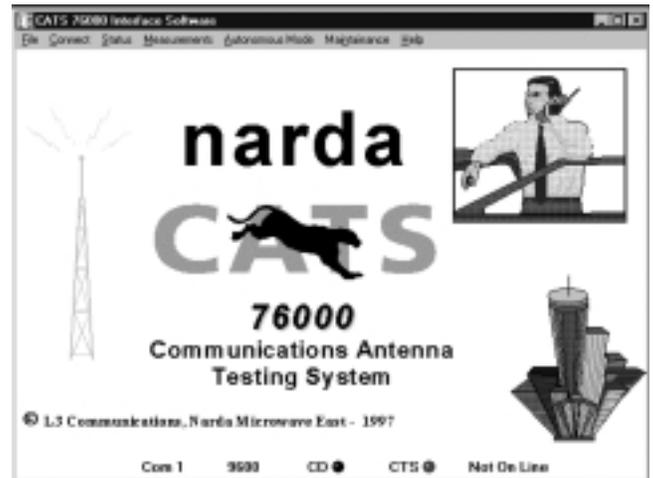 CATS 76000 Interface Software
File Connect Status Measurements Autonomous Mode Maintainance Help
narda
CATS
76000
Communications Antenna
Testing System
© L3 Communications, Narda Microwave East - 1997
Com 1 9600 CD CTS Not On Line